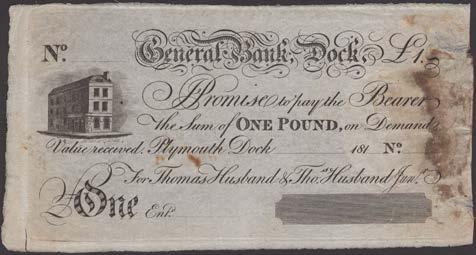 No. General Bank, Dock, £1.
I Promise to pay the Bearer
the Sum of ONE POUND, on Demand
Value received. Plymouth Dock 181 No.
For Thomas Husband & Thos. Husband Junr.
£One Entd.